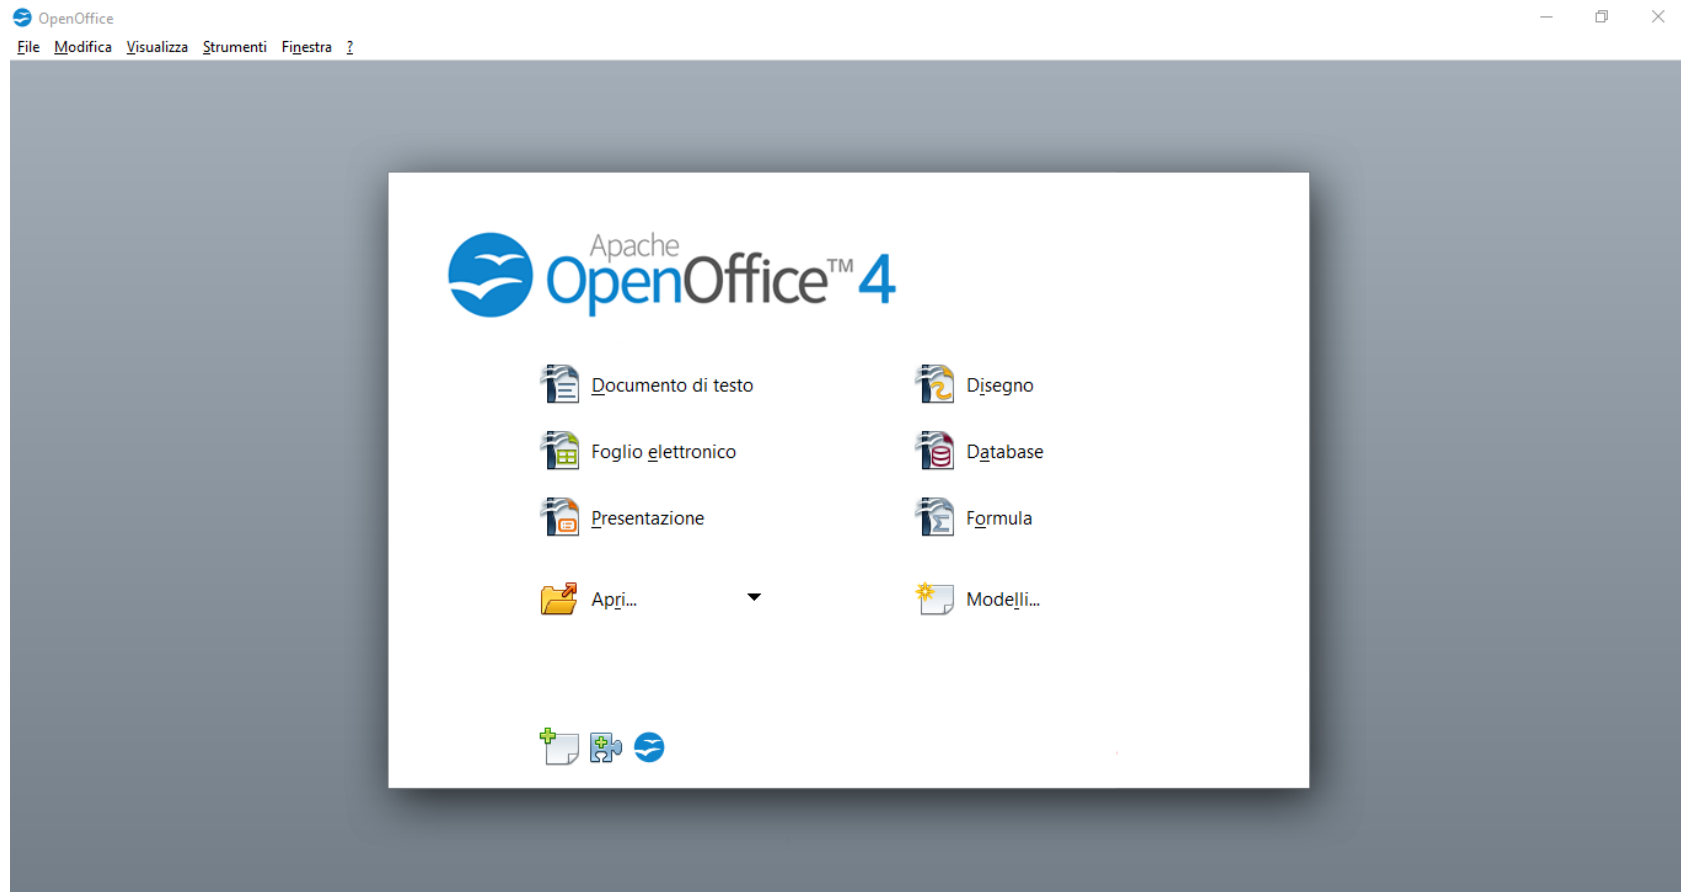 OpenOffice
File Modifica Visualizza Strumenti Finestra ?
Apache
OpenOffice™ 4
Documento di testo
Disegno
Foglio elettronico
Database
Presentazione
Formula
Apri...
Modelli...